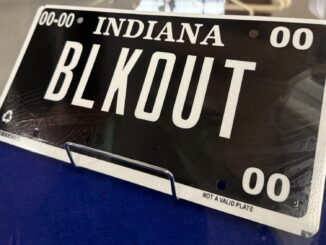 00-00 INDIANA 00
BLKOUT
00
NOT A VALID PLATE